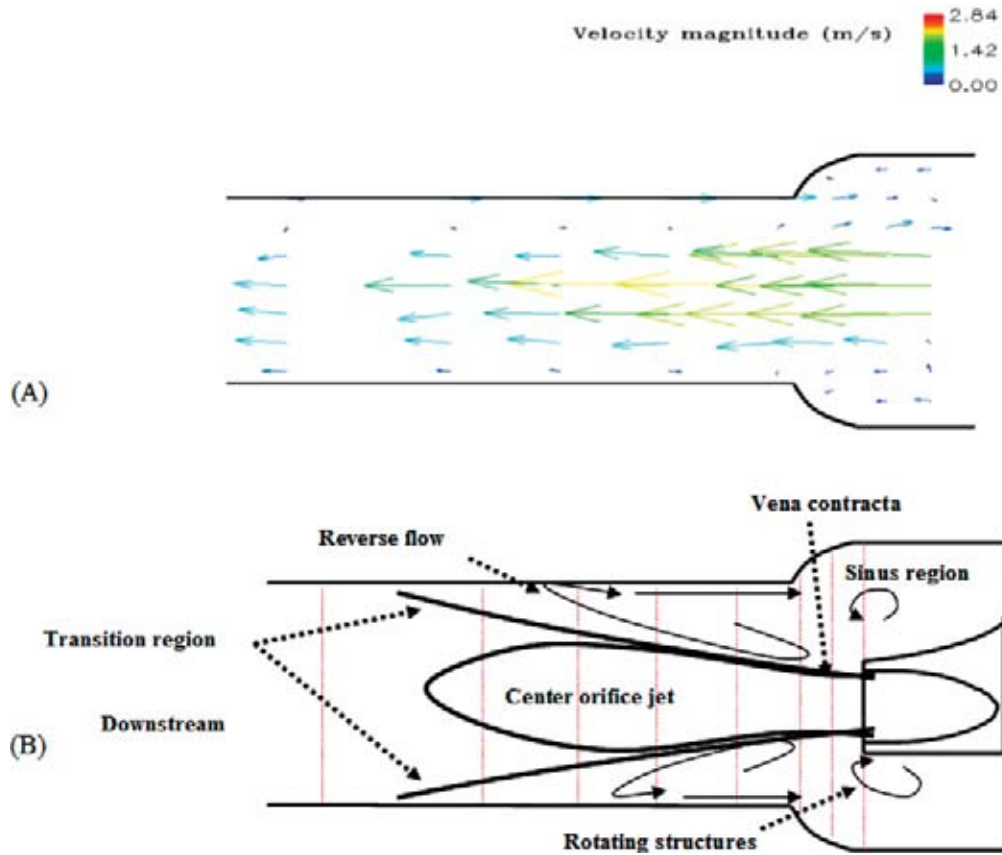 2.84
Velocity magnitude (m/s)
1.42
0.00
(A)
Vena contracta
Reverse flow
Sinus region
Transition region
Center orifice jet
Downstream
(B)
Rotating structures